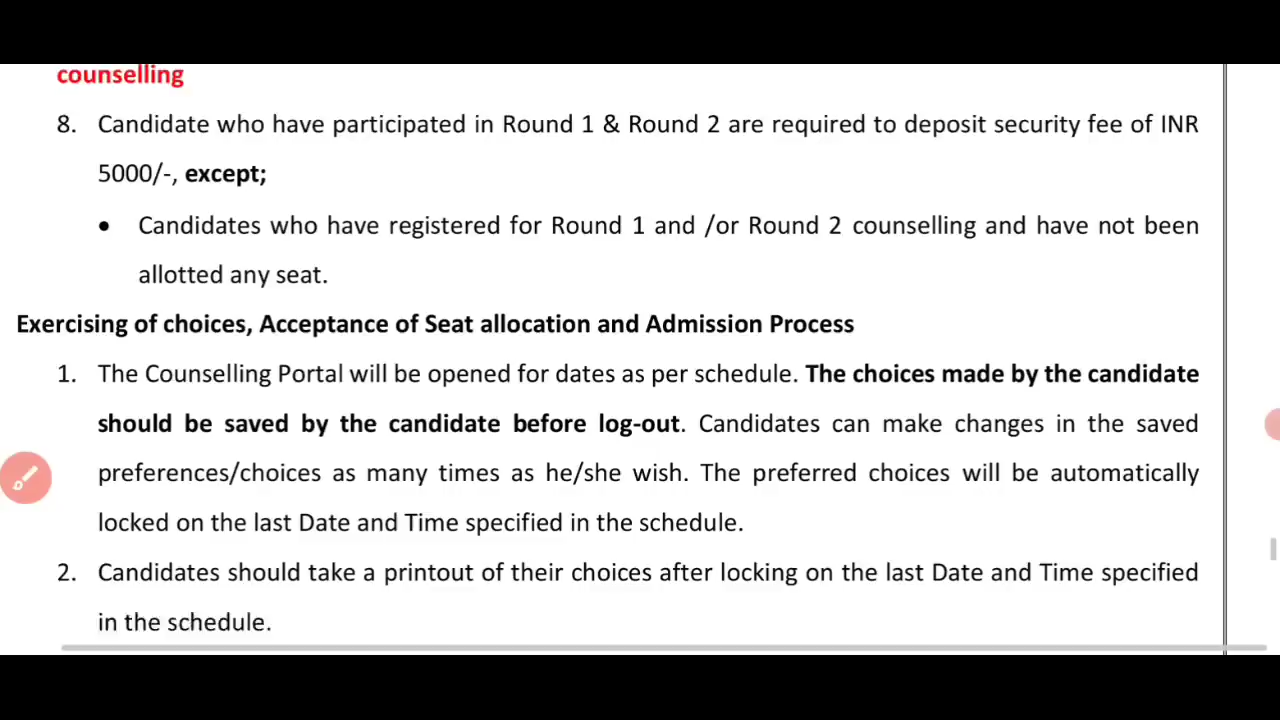 counselling
8. Candidate who have participated in Round 1 & Round 2 are required to deposit security fee of INR
5000/-, except;
• Candidates who have registered for Round 1 and /or Round 2 counselling and have not been
allotted any seat.
Exercising of choices, Acceptance of Seat allocation and Admission Process
1. The Counselling Portal will be opened for dates as per schedule. The choices made by the candidate
should be saved by the candidate before log-out. Candidates can make changes in the saved
preferences/choices as many times as he/she wish. The preferred choices will be automatically
locked on the last Date and Time specified in the schedule.
2. Candidates should take a printout of their choices after locking on the last Date and Time specified
in the schedule.